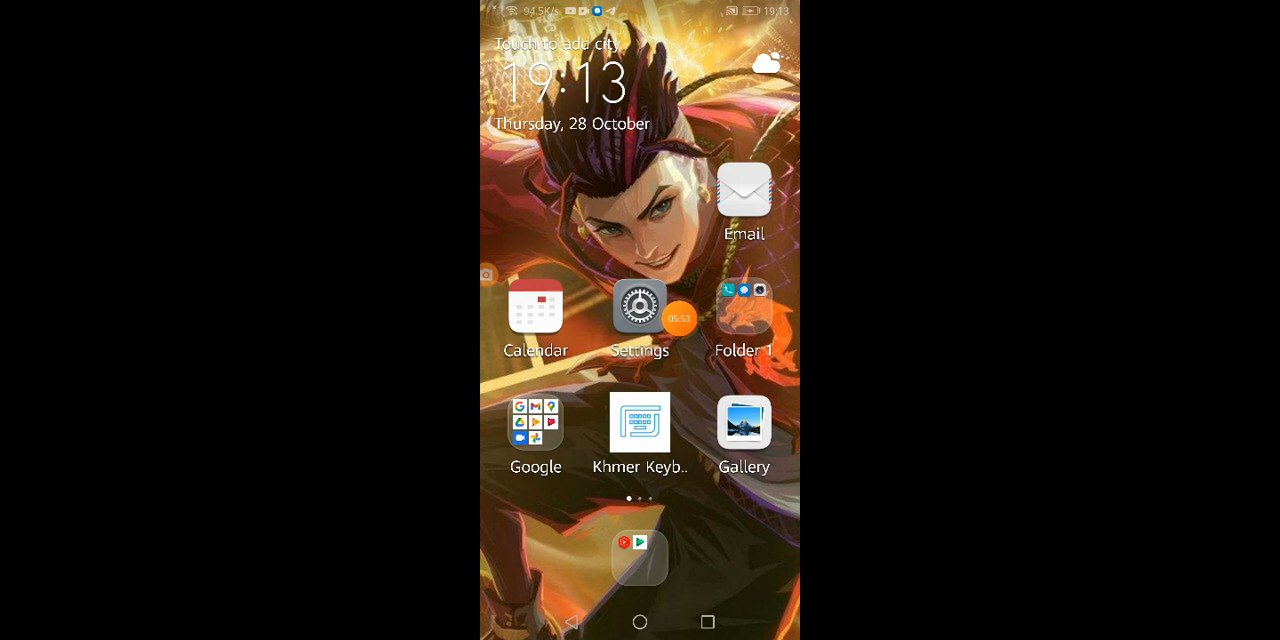 94.5K/s 19:13
Touch to add city
19:13
Thursday, 28 October
Email
Calendar
Settings
05:53
Folder 1
Google
Khmer Keyb..
Gallery